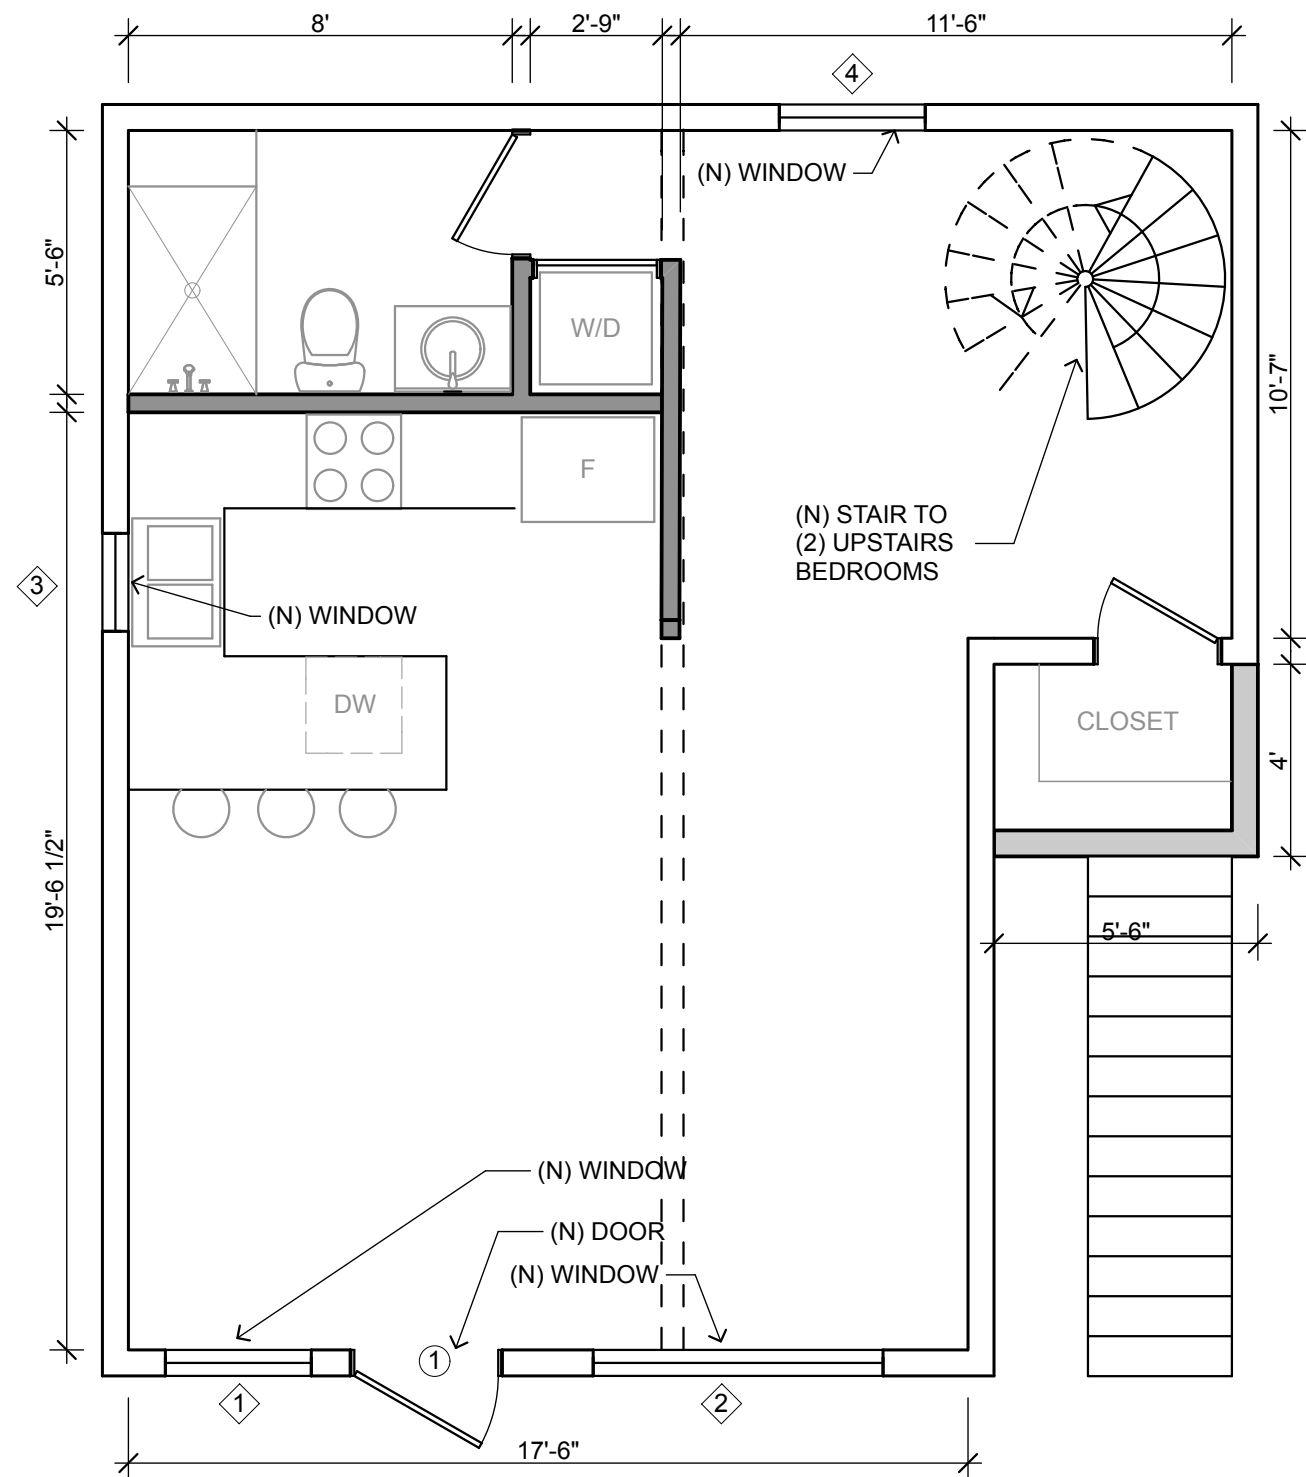 8'
2'-9"
11'-6"
4
(N) WINDOW
5'-6"
W/D
10'-7"
F
(N) STAIR TO
(2) UPSTAIRS
BEDROOMS
3
(N) WINDOW
DW
CLOSET
4'
19'-6 1/2"
5'-6"
(N) WINDOW
(N) DOOR
(N) WINDOW
1
1
2
17'-6"